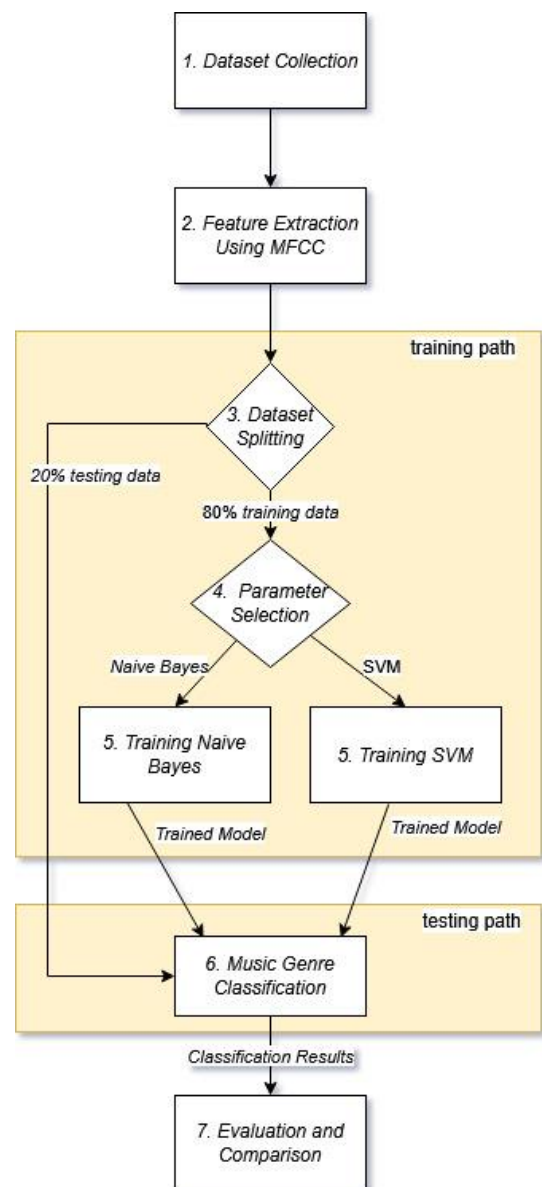 1. Dataset Collection
2. Feature Extraction
Using MFCC
training path
3. Dataset
Splitting
20% testing data
80% training data
4. Parameter
Selection
Naive Bayes
SVM
5. Training Naive
Bayes
5. Training SVM
Trained Model
Trained Model
testing path
6. Music Genre
Classification
Classification Results
7. Evaluation and
Comparison